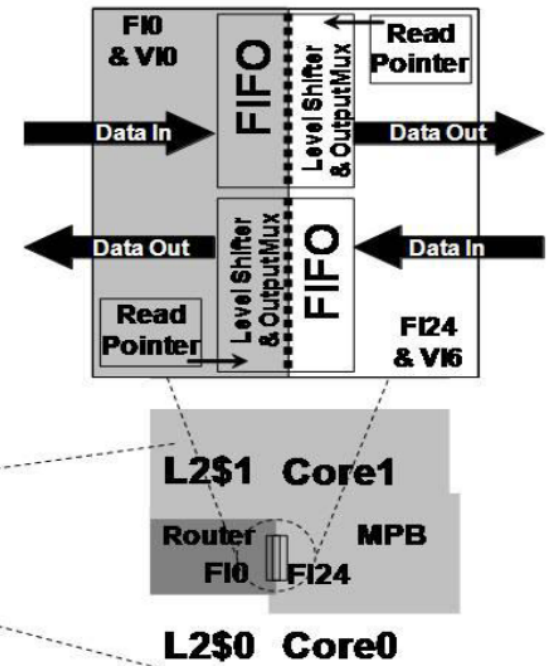 FI0
& VI0
FIFO
Level Shifter
& OutputMux
Read
Pointer
Data In
Data Out
Data Out
Data In
Level Shifter
& OutputMux
FIFO
Read
Pointer
FI24
& VI6
L2$1 Core1
Router
MPB
FI0
FI24
L2$0 Core0